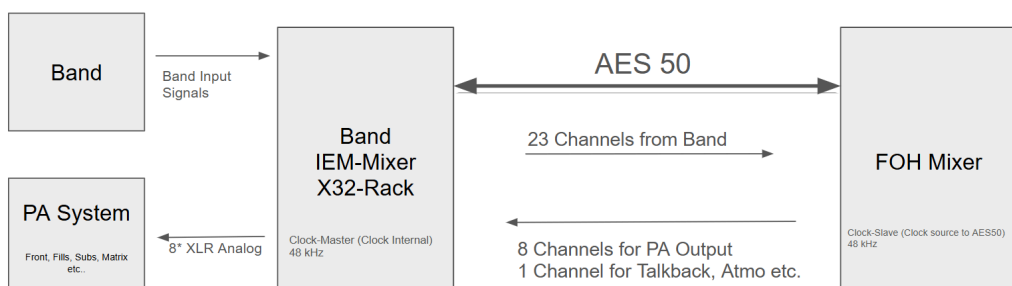 Band
Band Input
Signals
PA System
Front, Fills, Subs, Matrix
etc..
8* XLR Analog
Band
IEM-Mixer
X32-Rack
Clock-Master (Clock Internal)
48 kHz
AES 50
23 Channels from Band
8 Channels for PA Output
1 Channel for Talkback, Atmo etc.
FOH Mixer
Clock-Slave (Clock source to AES50)
48 kHz